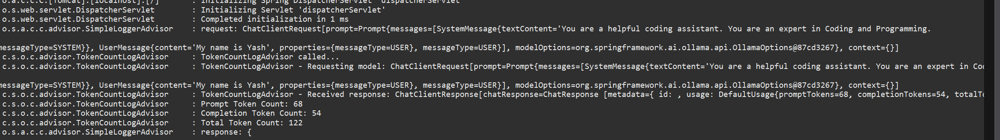 o.a.c.c.C.[Tomcat].[localhost].[/] : Initializing Spring DispatcherServlet 'dispatcherServlet'
o.s.web.servlet.DispatcherServlet : Initializing Servlet 'dispatcherServlet'
o.s.web.servlet.DispatcherServlet : Completed initialization in 1 ms
o.s.a.c.c.advisor.SimpleLoggerAdvisor : request: ChatClientRequest[prompt=Prompt{messages=[SystemMessage{textContent='You are a helpful coding assistant. You are an expert in Coding and Programming.
messageType=SYSTEM}}, UserMessage{content='My name is Yash', properties={messageType=USER}, messageType=USER}], modelOptions=org.springframework.ai.ollama.api.OllamaOptions@87cd3267}, context={}]
c.s.o.c.advisor.TokenCountLogAdvisor : TokenCountLogAdvisor called...
c.s.o.c.advisor.TokenCountLogAdvisor : TokenCountLogAdvisor - Requesting model: ChatClientRequest[prompt=Prompt{messages=[SystemMessage{textContent='You are a helpful coding assistant. You are an expert in Co
messageType=SYSTEM}}, UserMessage{content='My name is Yash', properties={messageType=USER}, messageType=USER}], modelOptions=org.springframework.ai.ollama.api.OllamaOptions@87cd3267}, context={}]
c.s.o.c.advisor.TokenCountLogAdvisor : TokenCountLogAdvisor - Received response: ChatClientResponse[chatResponse=ChatResponse [metadata={ id: , usage: DefaultUsage{promptTokens=68, completionTokens=54, totalT
c.s.o.c.advisor.TokenCountLogAdvisor : Prompt Token Count: 68
c.s.o.c.advisor.TokenCountLogAdvisor : Completion Token Count: 54
c.s.o.c.advisor.TokenCountLogAdvisor : Total Token Count: 122
o.s.a.c.c.advisor.SimpleLoggerAdvisor : response: {